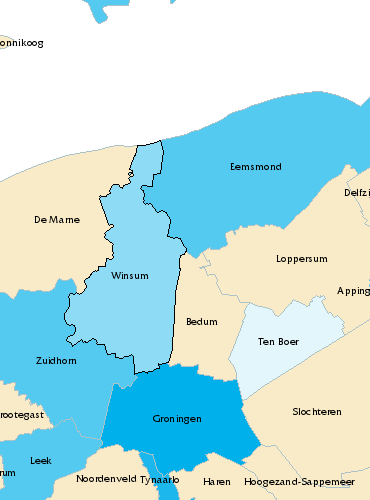 onnikoog
Eemsmond
Delfzi
De Marne
Loppersum
Winsum
Apping
Bedum
Ten Boer
Zuidhorn
Slochteren
rootegast
Groningen
Leek
rum
Noordenveld
Tynaarlo
Haren
Hoogezand-Sappemeer